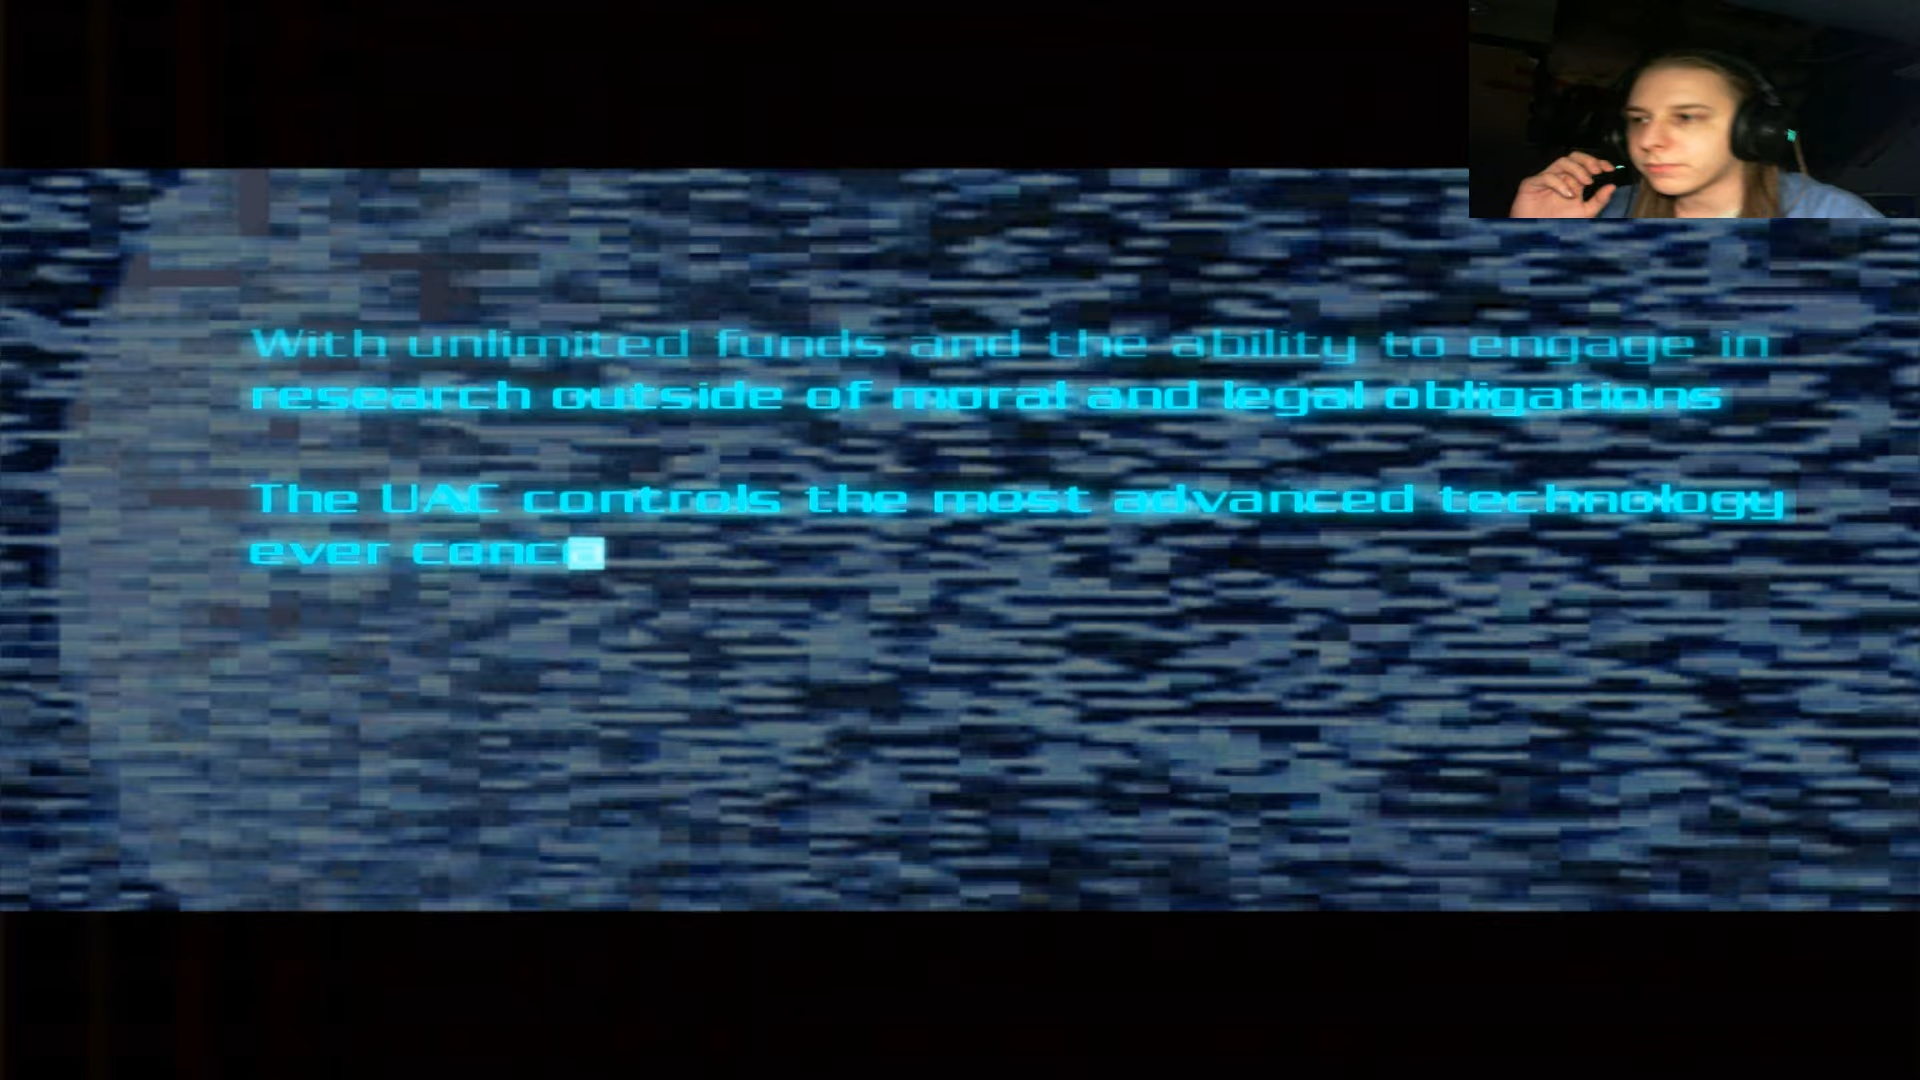 With unlimited funds and the ability to engage in
research outside of moral and legal obligations
The UAC controls the most advanced technology
ever conc